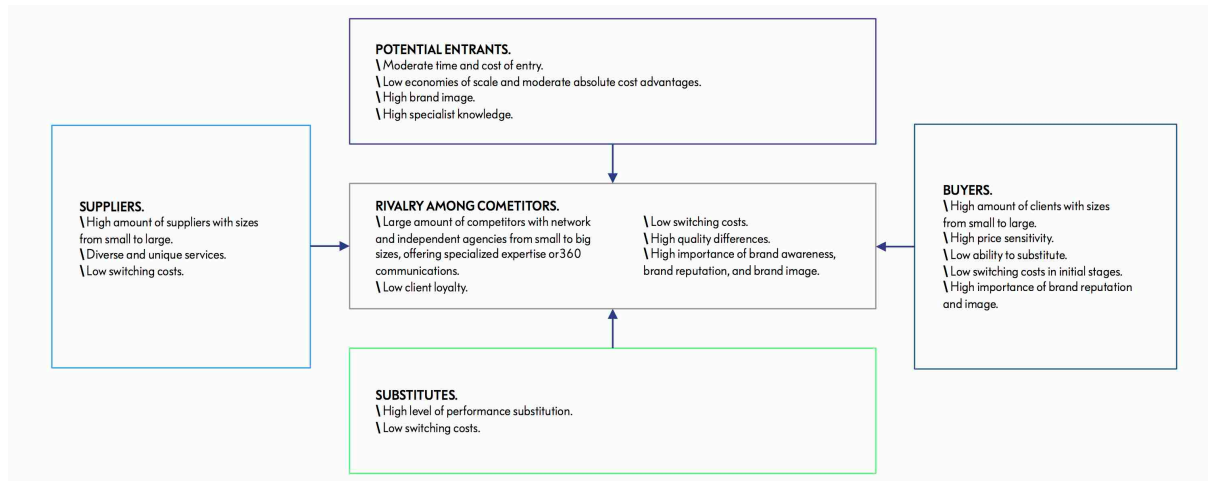 POTENTIAL ENTRANTS.
\ Moderate time and cost of entry.
\ Low economies of scale and moderate absolute cost advantages.
\ High brand image.
\ High specialist knowledge.
SUPPLIERS.
\ High amount of suppliers with sizes
from small to large.
\ Diverse and unique services.
\ Low switching costs.
RIVALRY AMONG COMETITORS.
\ Large amount of competitors with network
and independent agencies from small to big
sizes, offering specialized expertise or360
communications.
\ Low client loyalty.
\ Low switching costs.
\ High quality differences.
\ High importance of brand awareness,
brand reputation, and brand image.
BUYERS.
\ High amount of clients with sizes
from small to large.
\ High price sensitivity.
\ Low ability to substitute.
\ Low switching costs in initial stages.
\ High importance of brand reputation
and image.
SUBSTITUTES.
\ High level of performance substitution.
\ Low switching costs.